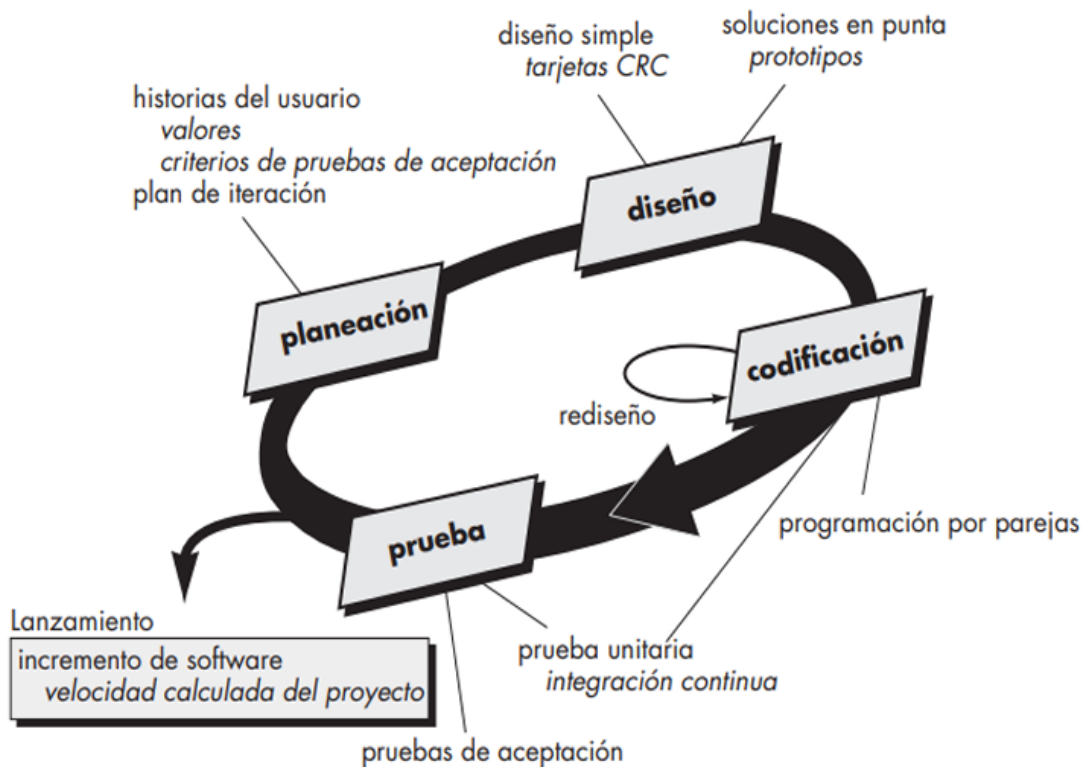 diseño simple
tarjetas CRC
soluciones en punta
prototipos
historias del usuario
valores
criterios de pruebas de aceptación
plan de iteración
diseño
planeación
codificación
rediseño
prueba
programación por parejas
Lanzamiento
incremento de software
velocidad calculada del proyecto
prueba unitaria
integración continua
pruebas de aceptación